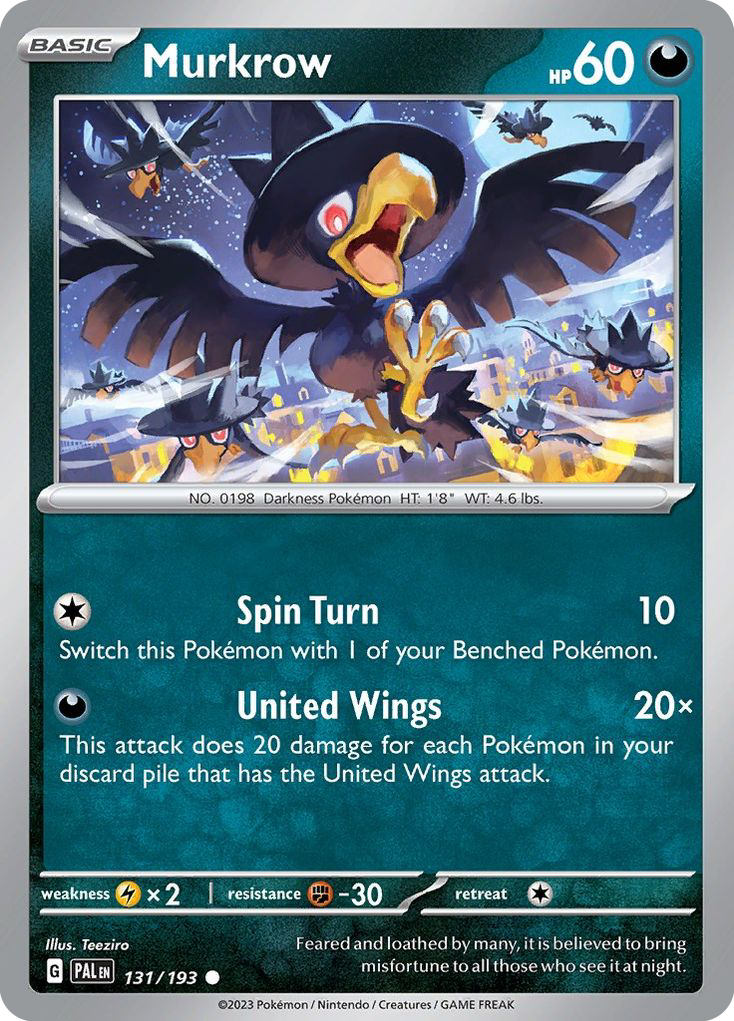 BASIC
Murkrow
HP60
NO. 0198 Darkness Pokémon HT: 1'8" WT: 4.6 lbs.
Spin Turn 10
Switch this Pokémon with 1 of your Benched Pokémon.
United Wings 20×
This attack does 20 damage for each Pokémon in your
discard pile that has the United Wings attack.
weakness ×2 resistance -30 retreat
Illus. Teeziro
Feared and loathed by many, it is believed to bring
misfortune to all those who see it at night.
G PAL EN 131/193
©2023 Pokémon / Nintendo / Creatures / GAME FREAK